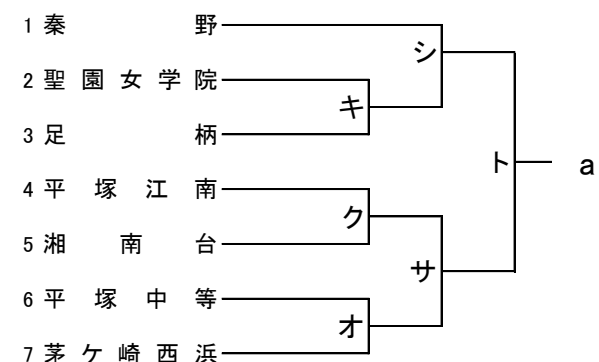 1 秦野
シ
2 聖園女学院
キ
3 足柄
ト a
4 平塚江南
ク
5 湘南台
サ
6 平塚中等
オ
7 茅ケ崎西浜